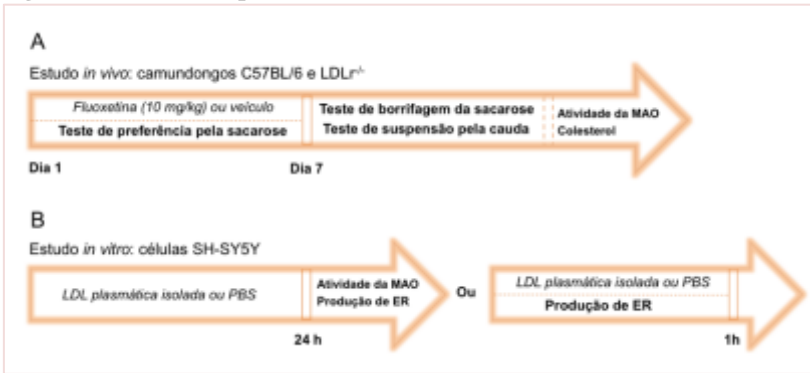 A
Estudo in vivo: camundongos C57BL/6 e LDLr-/-
Fluoxetina (10 mg/kg) ou veículo
Teste de preferência pela sacarose
Teste de borrifagem da sacarose
Teste de suspensão pela cauda
Atividade da MAO
Colesterol
Dia 1
Dia 7
B
Estudo in vitro: células SH-SY5Y
LDL plasmática isolada ou PBS
Atividade da MAO
Produção de ER
Ou
LDL plasmática isolada ou PBS
Produção de ER
24 h
1h